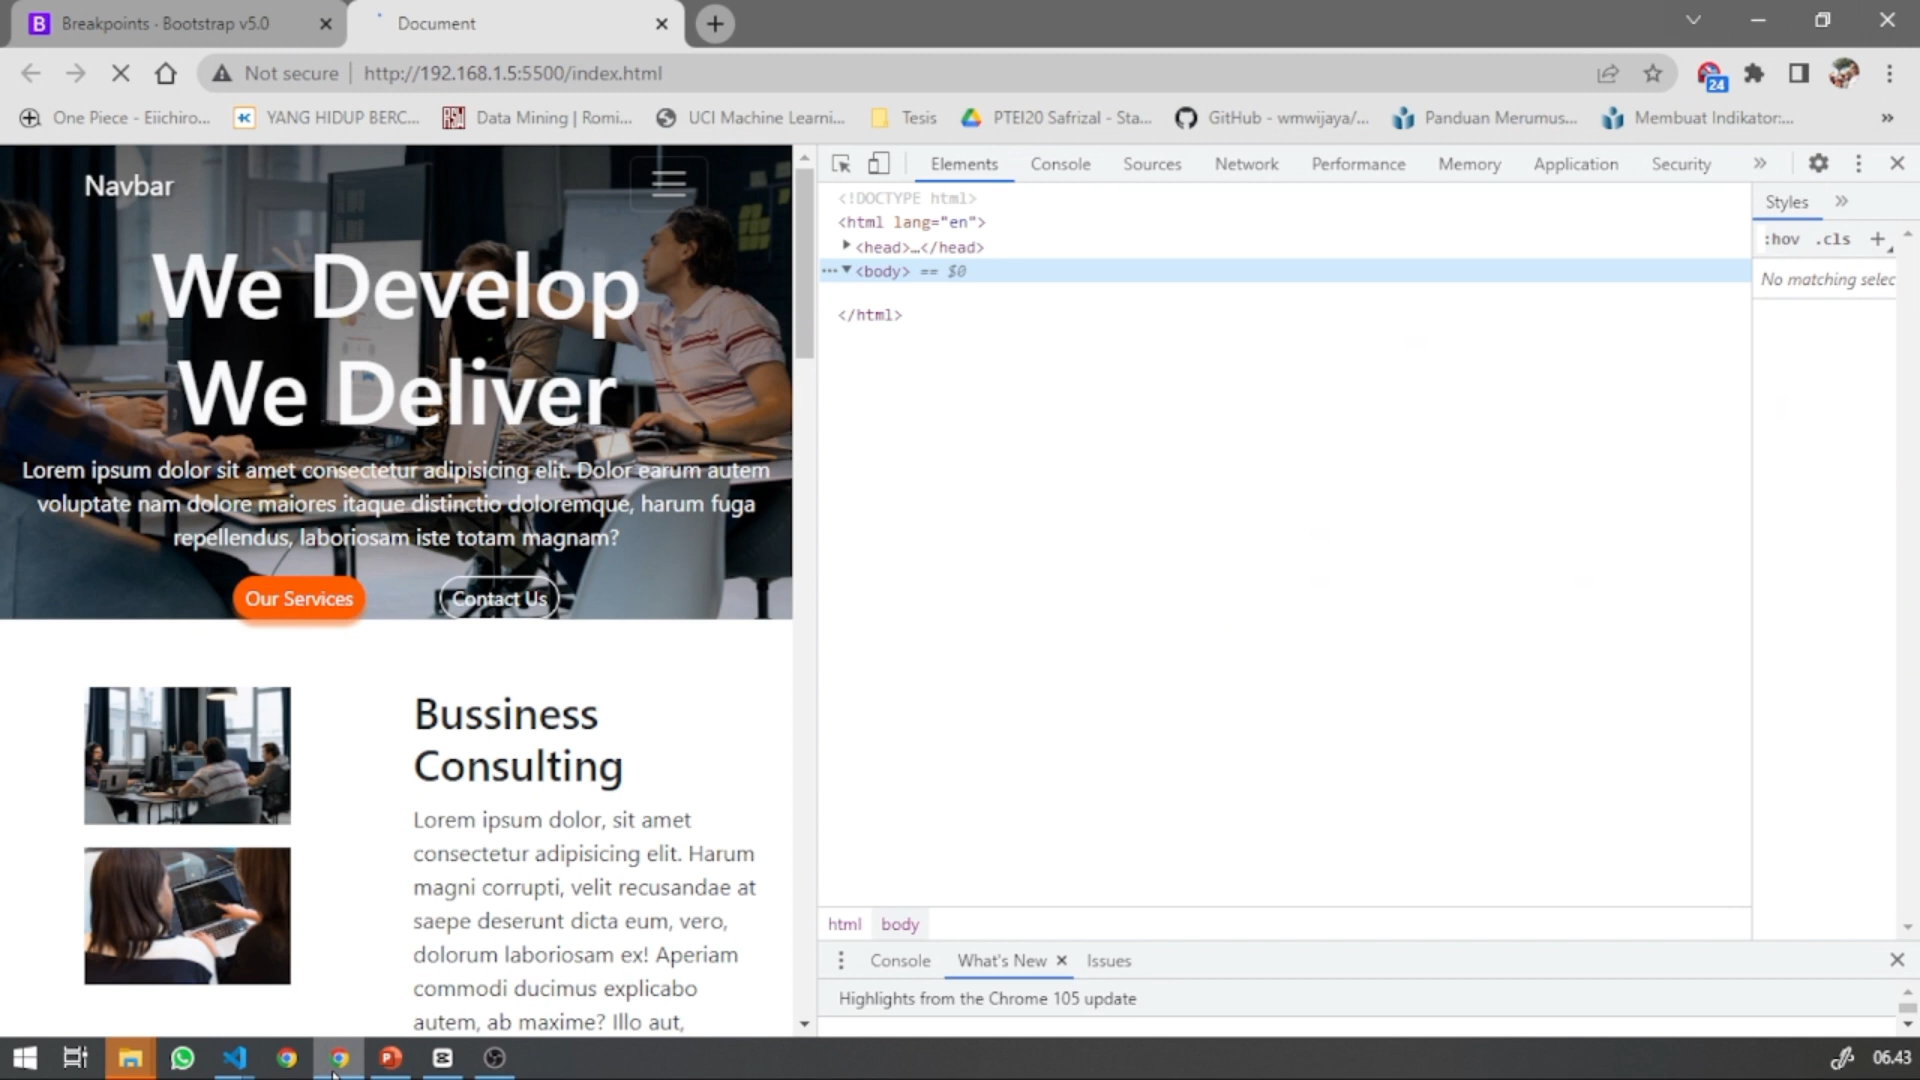 Breakpoints · Bootstrap v5.0
Document
Not secure
http://192.168.1.5:5500/index.html
24
One Piece - Eiichiro...
YANG HIDUP BERC...
Data Mining | Romi...
UCI Machine Learni...
Tesis
PTEI20 Safrizal - Sta...
GitHub - wmwijaya/...
Panduan Merumus...
Membuat Indikator:...
Navbar
We Develop
We Deliver
Lorem ipsum dolor sit amet consectetur adipisicing elit. Dolor earum autem
voluptate nam dolore maiores itaque distinctio doloremque, harum fuga
repellendus, laboriosam iste totam magnam?
Our Services
Contact Us
Bussiness
Consulting
Lorem ipsum dolor, sit amet
consectetur adipisicing elit. Harum
magni corrupti, velit recusandae at
saepe deserunt dicta eum, vero,
dolorum laboriosam ex! Aperiam
commodi ducimus explicabo
autem, ab maxime? Illo aut,
Elements
Console
Sources
Network
Performance
Memory
Application
Security
<!DOCTYPE html>
<html lang="en">
<head>…</head>
<body> == $0
</html>
Styles
:hov .cls
No matching selec
html
body
Console
What's New
Issues
Highlights from the Chrome 105 update
06.43